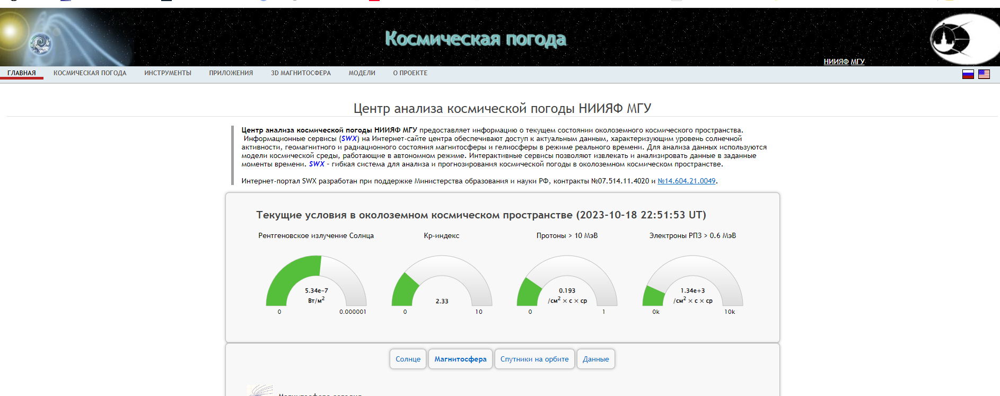 Космическая погода
НИИЯФ МГУ
ГЛАВНАЯ КОСМИЧЕСКАЯ ПОГОДА ИНСТРУМЕНТЫ ПРИЛОЖЕНИЯ 3D МАГНИТОСФЕРА МОДЕЛИ О ПРОЕКТЕ
Центр анализа космической погоды НИИЯФ МГУ
Центр анализа космической погоды НИИЯФ МГУ предоставляет информацию о текущем состоянии околоземного космического пространства.
Информационные сервисы (SWX) на Интернет-сайте центра обеспечивают доступ к актуальным данным, характеризующим уровень солнечной
активности, геомагнитного и радиационного состояния магнитосферы и гелиосферы в режиме реального времени. Для анализа данных используются
модели космической среды, работающие в автономном режиме. Интерактивные сервисы позволяют извлекать и анализировать данные в заданные
моменты времени. SWX – гибкая система для анализа и прогнозирования космической погоды в околоземном космическом пространстве.
Интернет-портал SWX разработан при поддержке Министерства образования и науки РФ, контракты №07.514.11.4020 и №14.604.21.0049.
Текущие условия в околоземном космическом пространстве (2023-10-18 22:51:53 UT)
Рентгеновское излучение Солнца Кр-индекс Протоны > 10 МэВ Электроны РПЗ > 0.6 МэВ
5.34e-7 0.193 1.34e+3
Вт/м² 2.33 /см² × с × ср /см² × с × ср
0 0.000001 0 10 0 1 0k 10k
Солнце Магнитосфера Спутники на орбите Данные
Магнитосфера сегодня